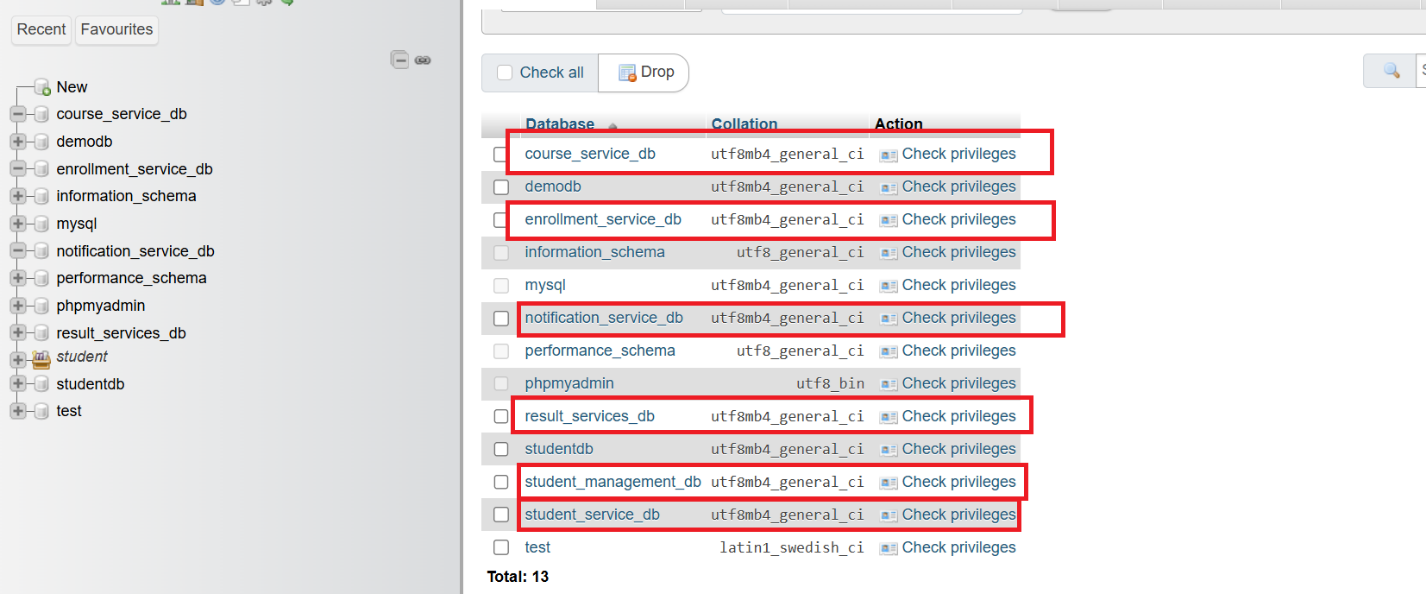 Recent Favourites
New
course_service_db
demodb
enrollment_service_db
information_schema
mysql
notification_service_db
performance_schema
phpmyadmin
result_services_db
student
studentdb
test
Check all Drop
Database Collation Action
course_service_db utf8mb4_general_ci Check privileges
demodb utf8mb4_general_ci Check privileges
enrollment_service_db utf8mb4_general_ci Check privileges
information_schema utf8_general_ci Check privileges
mysql utf8mb4_general_ci Check privileges
notification_service_db utf8mb4_general_ci Check privileges
performance_schema utf8_general_ci Check privileges
phpmyadmin utf8_bin Check privileges
result_services_db utf8mb4_general_ci Check privileges
studentdb utf8mb4_general_ci Check privileges
student_management_db utf8mb4_general_ci Check privileges
student_service_db utf8mb4_general_ci Check privileges
test latin1_swedish_ci Check privileges
Total: 13